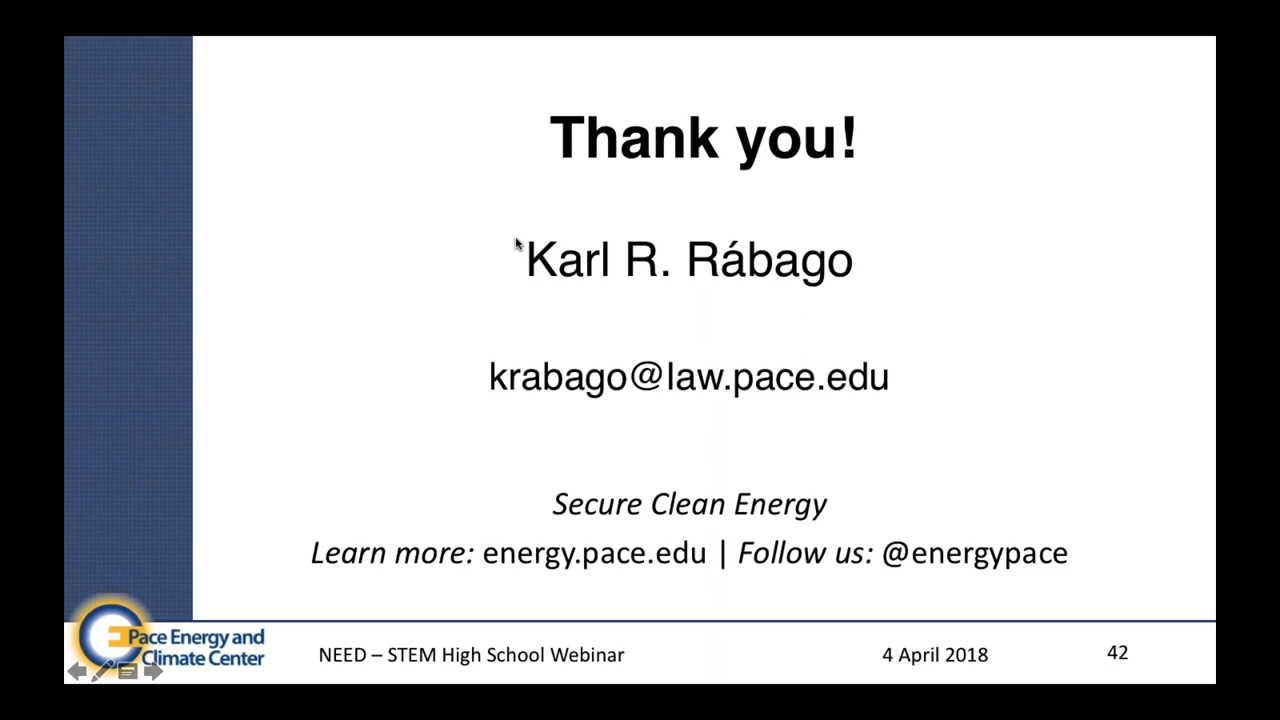 Thank you!
Karl R. Rábago
krabago@law.pace.edu
Secure Clean Energy
Learn more: energy.pace.edu | Follow us: @energypace
Pace Energy and
Climate Center
NEED – STEM High School Webinar
4 April 2018
42